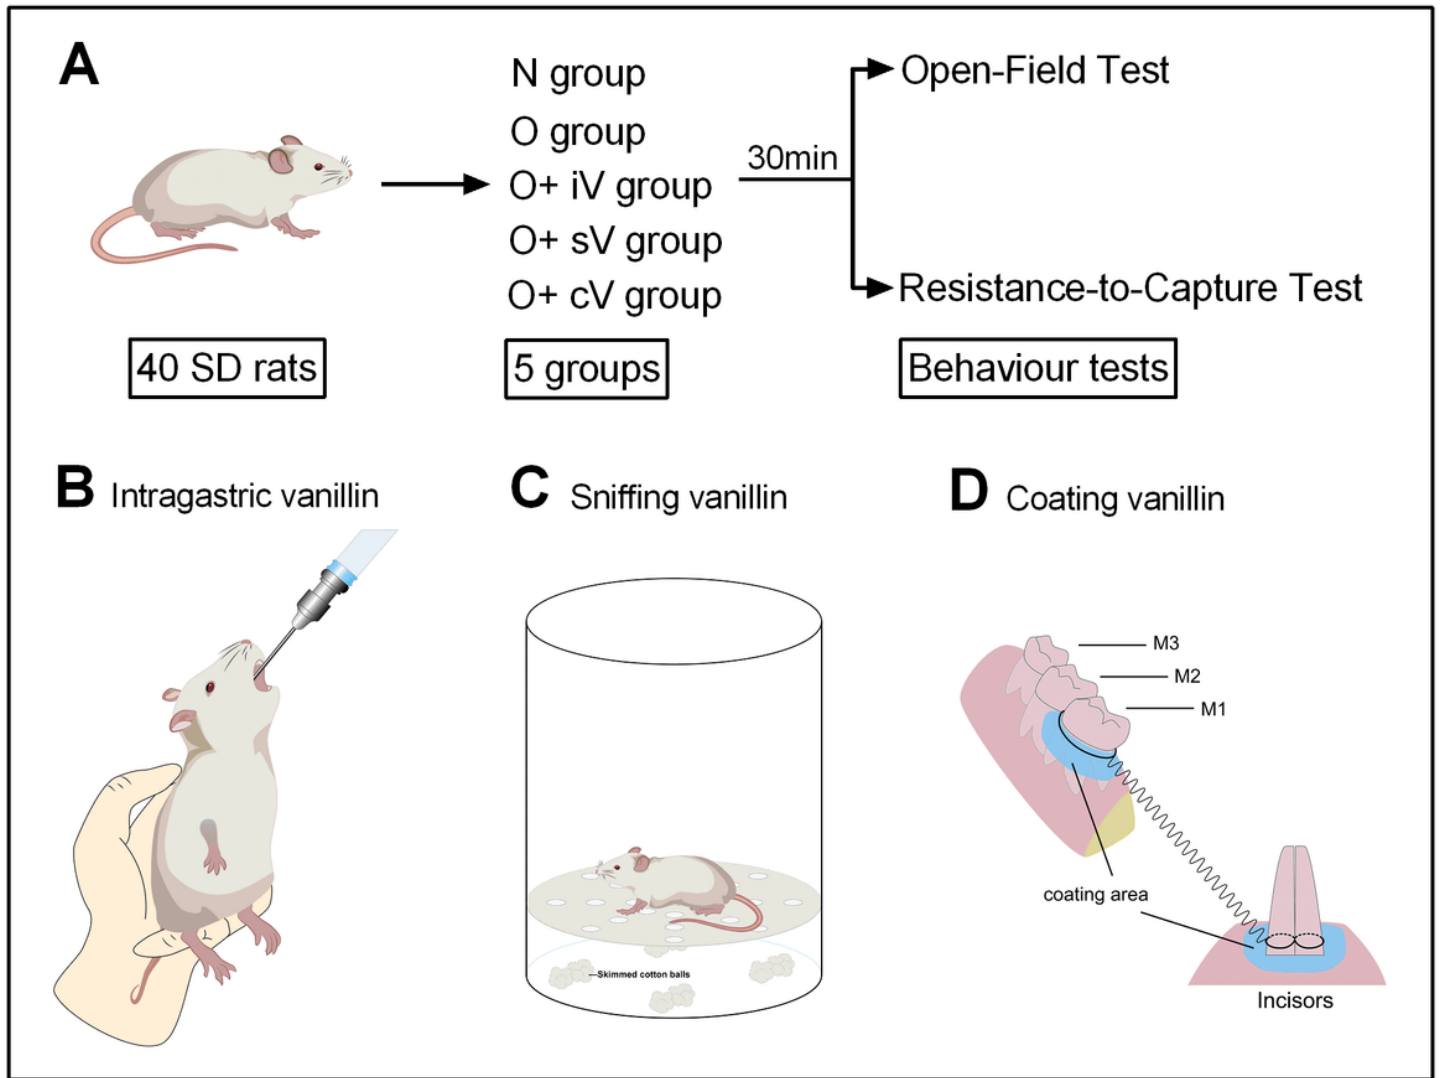 A
N group
O group
O+ iV group
O+ sV group
O+ cV group
30min
Open-Field Test
Resistance-to-Capture Test
40 SD rats
5 groups
Behaviour tests
B Intragastric vanillin
C Sniffing vanillin
Skimmed cotton balls
D Coating vanillin
M3
M2
M1
coating area
Incisors